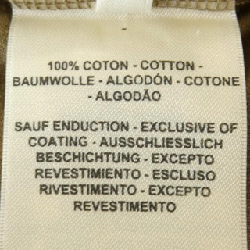 100% COTON - COTTON -
BAUMWOLLE - ALGODÓN - COTONE
- ALGODÃO
SAUF ENDUCTION - EXCLUSIVE OF
COATING - AUSSCHLIESSLICH
BESCHICHTUNG - EXCEPTO
REVESTIMIENTO - ESCLUSO
RIVESTIMENTO - EXCEPTO
REVESTIMENTO